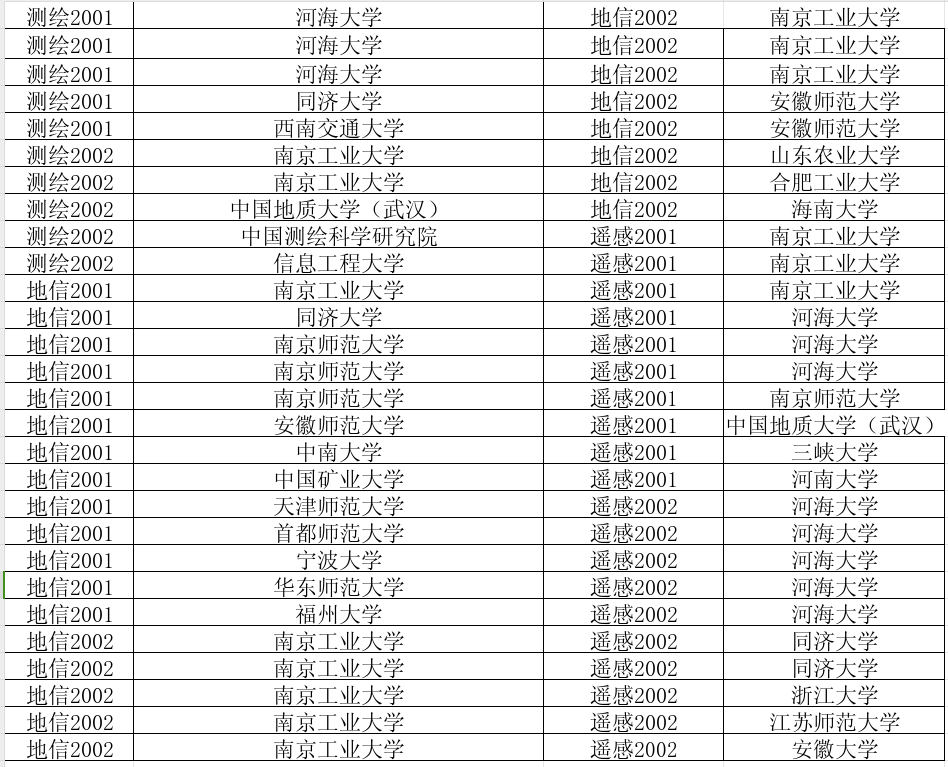 测绘2001 河海大学 地信2002 南京工业大学
测绘2001 河海大学 地信2002 南京工业大学
测绘2001 河海大学 地信2002 南京工业大学
测绘2001 同济大学 地信2002 安徽师范大学
测绘2001 西南交通大学 地信2002 安徽师范大学
测绘2002 南京工业大学 地信2002 山东农业大学
测绘2002 南京工业大学 地信2002 合肥工业大学
测绘2002 中国地质大学（武汉） 地信2002 海南大学
测绘2002 中国测绘科学研究院 遥感2001 南京工业大学
测绘2002 信息工程大学 遥感2001 南京工业大学
地信2001 南京工业大学 遥感2001 南京工业大学
地信2001 同济大学 遥感2001 河海大学
地信2001 南京师范大学 遥感2001 河海大学
地信2001 南京师范大学 遥感2001 河海大学
地信2001 南京师范大学 遥感2001 南京师范大学
地信2001 安徽师范大学 遥感2001 中国地质大学（武汉）
地信2001 中南大学 遥感2001 三峡大学
地信2001 中国矿业大学 遥感2001 河南大学
地信2001 天津师范大学 遥感2002 河海大学
地信2001 首都师范大学 遥感2002 河海大学
地信2001 宁波大学 遥感2002 河海大学
地信2001 华东师范大学 遥感2002 河海大学
地信2001 福州大学 遥感2002 河海大学
地信2002 南京工业大学 遥感2002 同济大学
地信2002 南京工业大学 遥感2002 同济大学
地信2002 南京工业大学 遥感2002 浙江大学
地信2002 南京工业大学 遥感2002 江苏师范大学
地信2002 南京工业大学 遥感2002 安徽大学